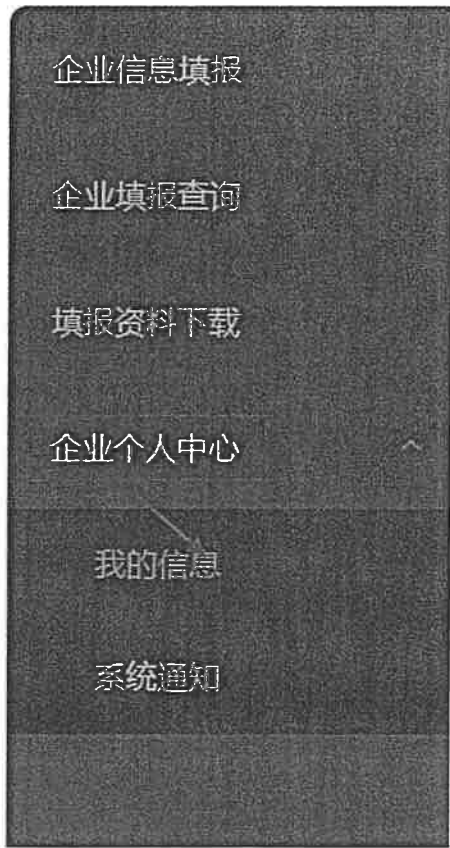 企业信息填报
企业填报查询
填报资料下载
企业个人中心
我的信息
系统通知